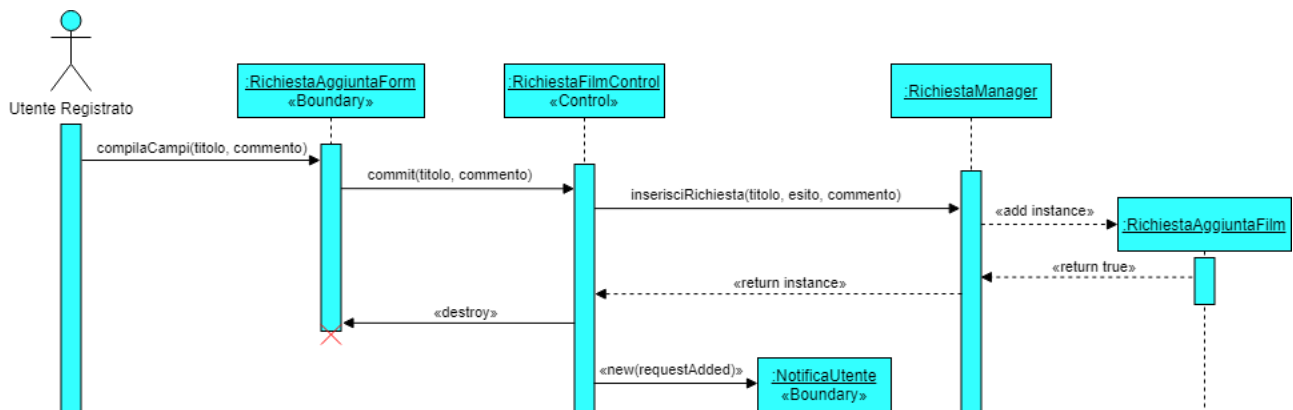 Utente Registrato
:RichiestaAggiuntaForm
«Boundary»
:RichiestaFilmControl
«Control»
:RichiestaManager
compilaCampi(titolo, commento)
commit(titolo, commento)
inserisciRichiesta(titolo, esito, commento)
«add instance»
:RichiestaAggiuntaFilm
«return true»
«return instance»
«destroy»
«new(requestAdded)»
:NotificaUtente
«Boundary»